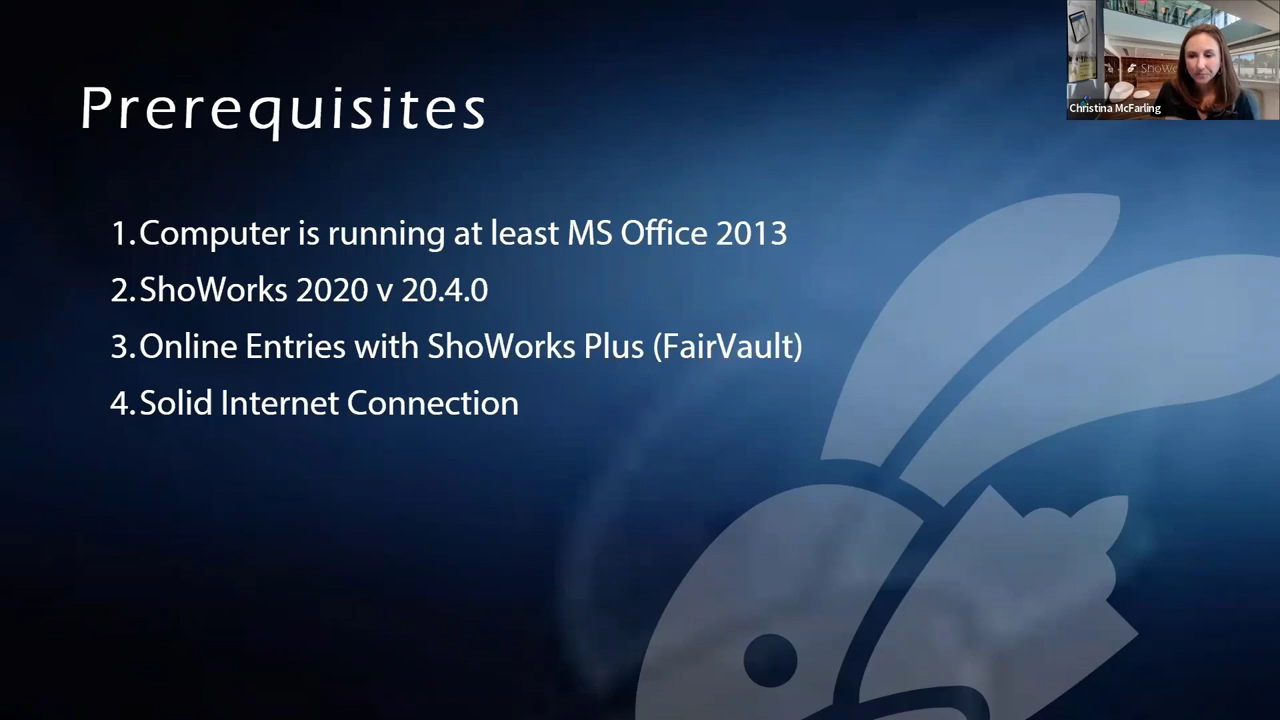 Prerequisites
1. Computer is running at least MS Office 2013
2. ShoWorks 2020 v 20.4.0
3. Online Entries with ShoWorks Plus (FairVault)
4. Solid Internet Connection
Christina McFarling